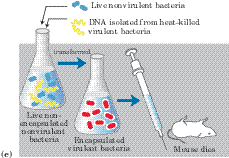 Live nonvirulent bacteria
DNA isolated from heat-killed
virulent bacteria
transformed
Live non-
encapsulated
nonvirulent
bacteria
Encapsulated
virulent bacteria
Mouse dies
(e)